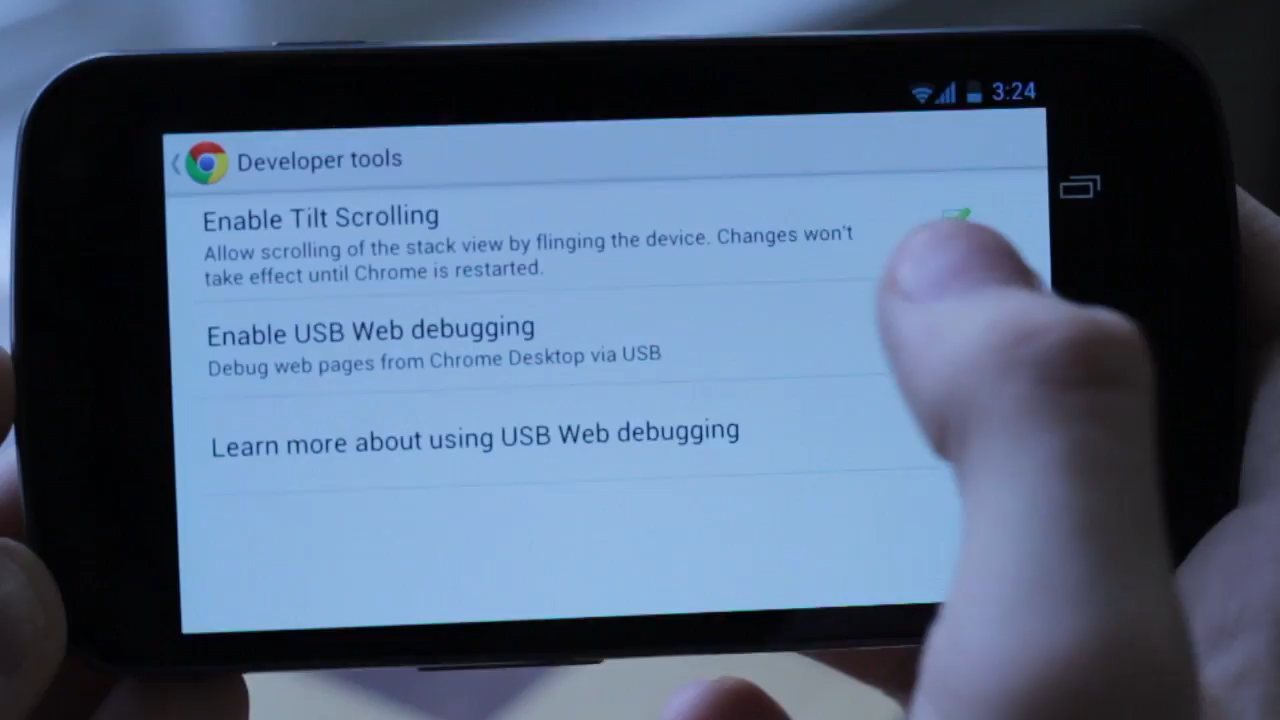 3:24
Developer tools
Enable Tilt Scrolling
Allow scrolling of the stack view by flinging the device. Changes won't
take effect until Chrome is restarted.
Enable USB Web debugging
Debug web pages from Chrome Desktop via USB
Learn more about using USB Web debugging